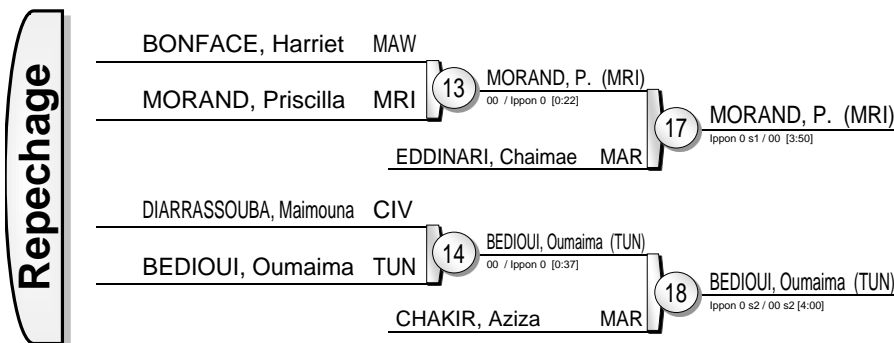 Repechage
BONFACE, Harriet MAW
MORAND, Priscilla MRI
13
MORAND, P. (MRI)
00 / Ippon 0 [0:22]
EDDINARI, Chaimae MAR
17
MORAND, P. (MRI)
Ippon 0 s1 / 00 [3:50]
DIARRASSOUBA, Maimouna CIV
BEDIOUI, Oumaima TUN
14
BEDIOUI, Oumaima (TUN)
00 / Ippon 0 [0:37]
CHAKIR, Aziza MAR
18
BEDIOUI, Oumaima (TUN)
Ippon 0 s2 / 00 s2 [4:00]